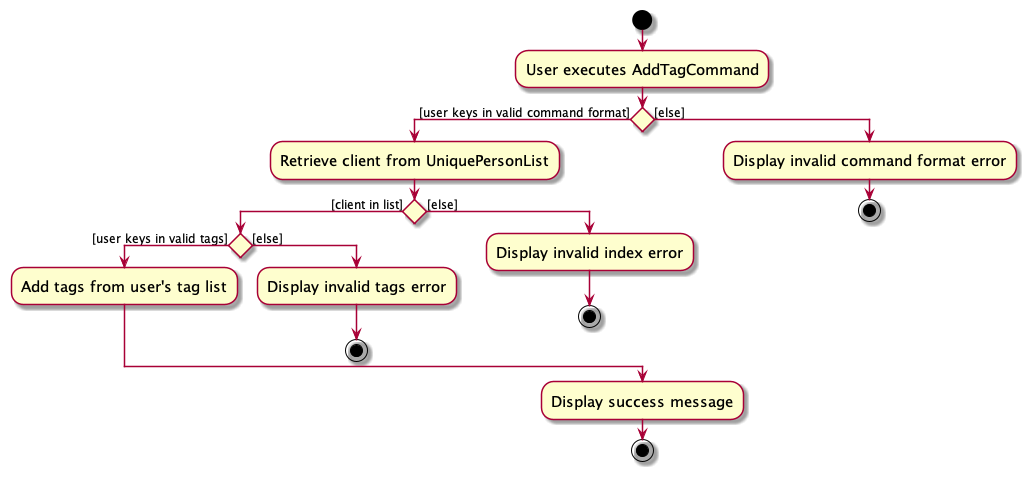 User executes AddTagCommand
[user keys in valid command format]
[else]
Retrieve client from UniquePersonList
Display invalid command format error
[client in list]
[else]
[user keys in valid tags]
[else]
Display invalid index error
Add tags from user's tag list
Display invalid tags error
Display success message